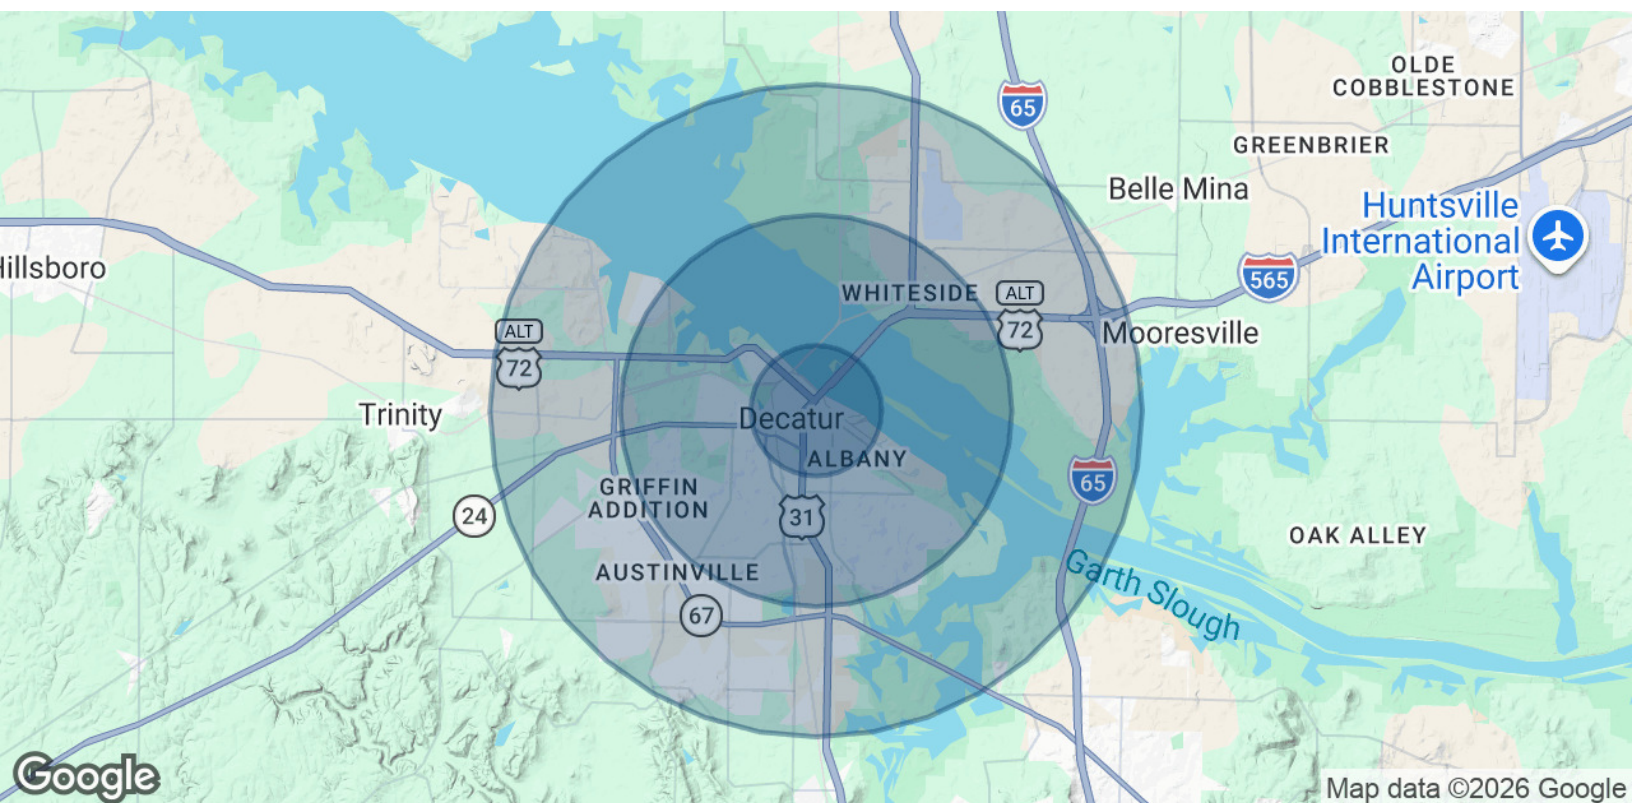 OLDE
COBBLESTONE
65
GREENBRIER
Belle Mina
Huntsville
International
Airport
Hillsboro
565
WHITESIDE
ALT
72
Mooresville
ALT
72
Trinity
Decatur
ALBANY
GRIFFIN
ADDITION
65
24
31
OAK ALLEY
AUSTINVILLE
Garth Slough
67
Google
Map data ©2026 Google